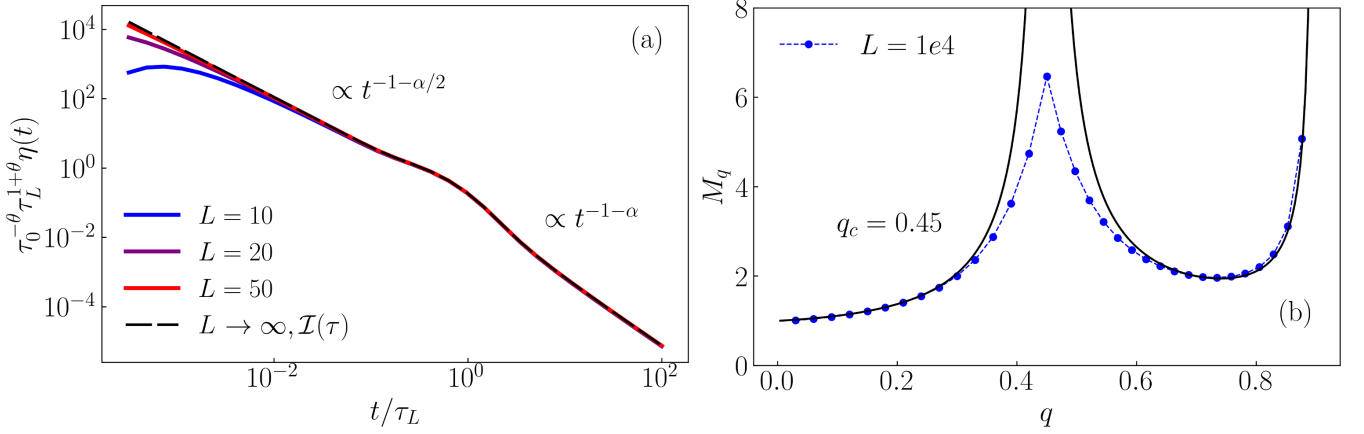 (a)
∝ t^{-1-α/2}
∝ t^{-1-α}
τ_0^{-θ} τ_L^{1+θ} η(t)
10^4
10^2
10^0
10^{-2}
10^{-4}
L = 10
L = 20
L = 50
L → ∞, I(τ)
10^{-2}
10^0
10^2
t/τ_L
L = 1e4
q_c = 0.45
(b)
M_q
8
6
4
2
0
0.0
0.2
0.4
0.6
0.8
q